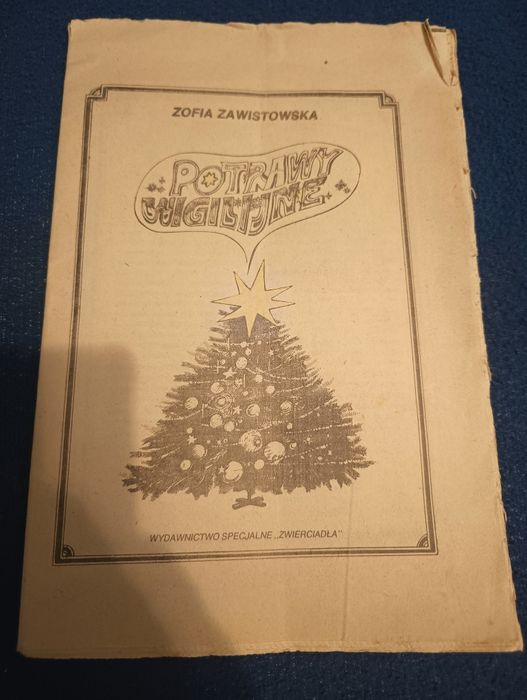 ZOFIA ZAWISTOWSKA
POTRAWY
WIGILIJNE
WYDAWNICTWO SPECJALNE „ZWIERCIADŁA"